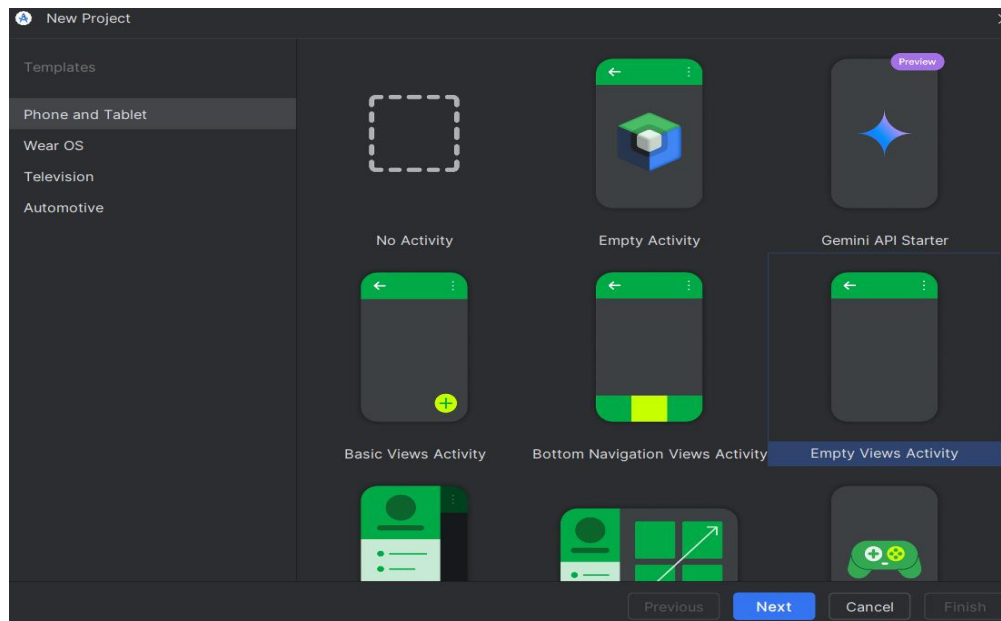 New Project
Templates
Phone and Tablet
Wear OS
Television
Automotive
Preview
No Activity
Empty Activity
Gemini API Starter
Basic Views Activity
Bottom Navigation Views Activity
Empty Views Activity
Previous
Next
Cancel
Finish